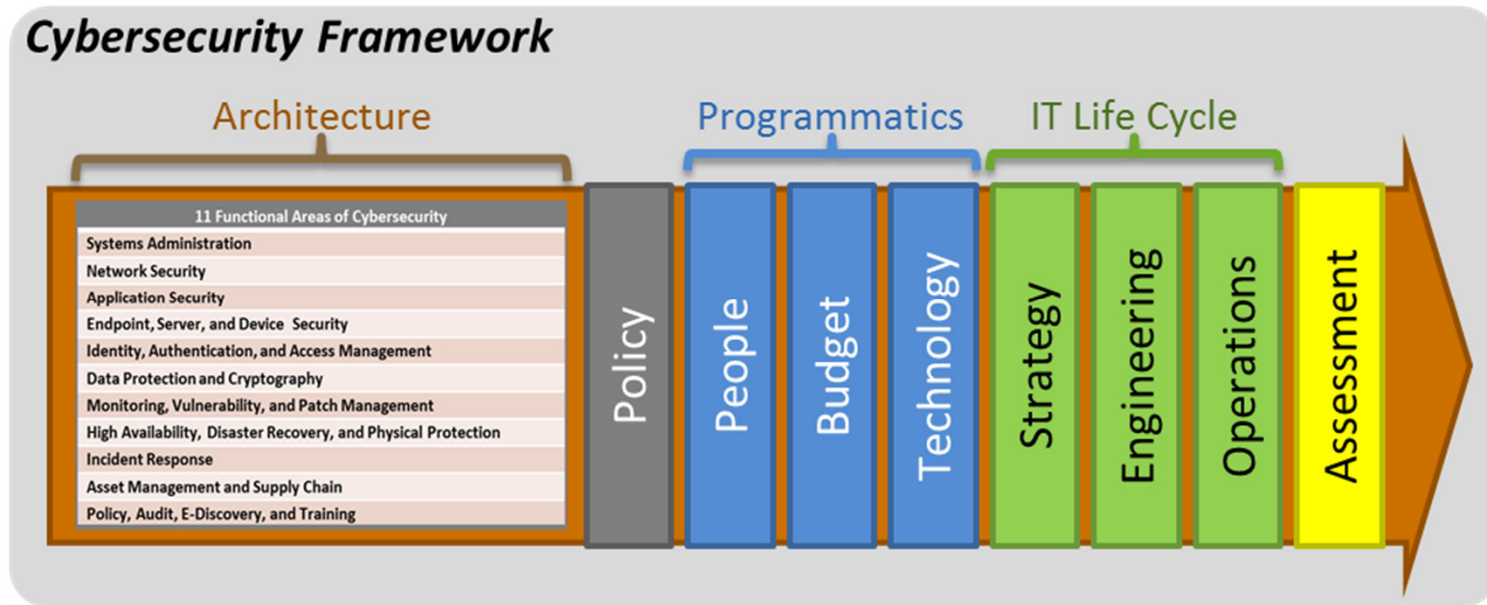 Cybersecurity Framework
Architecture
Programmatics
IT Life Cycle
11 Functional Areas of Cybersecurity
Systems Administration
Network Security
Application Security
Endpoint, Server, and Device Security
Identity, Authentication, and Access Management
Data Protection and Cryptography
Monitoring, Vulnerability, and Patch Management
High Availability, Disaster Recovery, and Physical Protection
Incident Response
Asset Management and Supply Chain
Policy, Audit, E-Discovery, and Training
Policy
People
Budget
Technology
Strategy
Engineering
Operations
Assessment